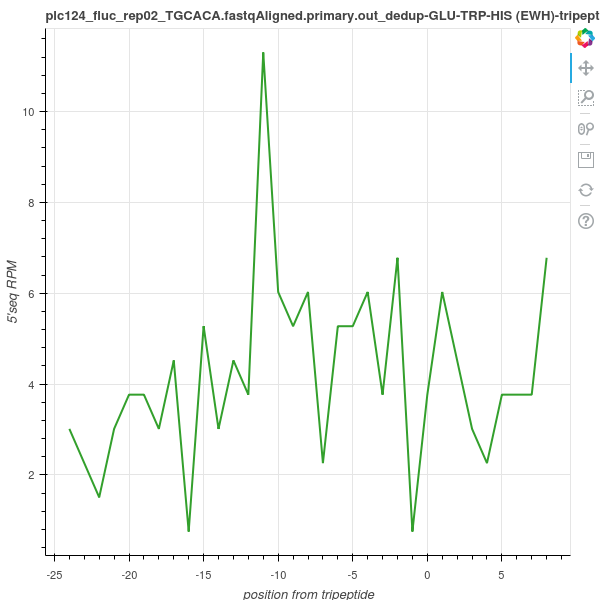 plc124_fluc_rep02_TGCACA.fastqAligned.primary.out_dedup-GLU-TRP-HIS (EWH)-tripept
10
8
6
4
2
5'seq RPM
-25 -20 -15 -10 -5 0 5
position from tripeptide